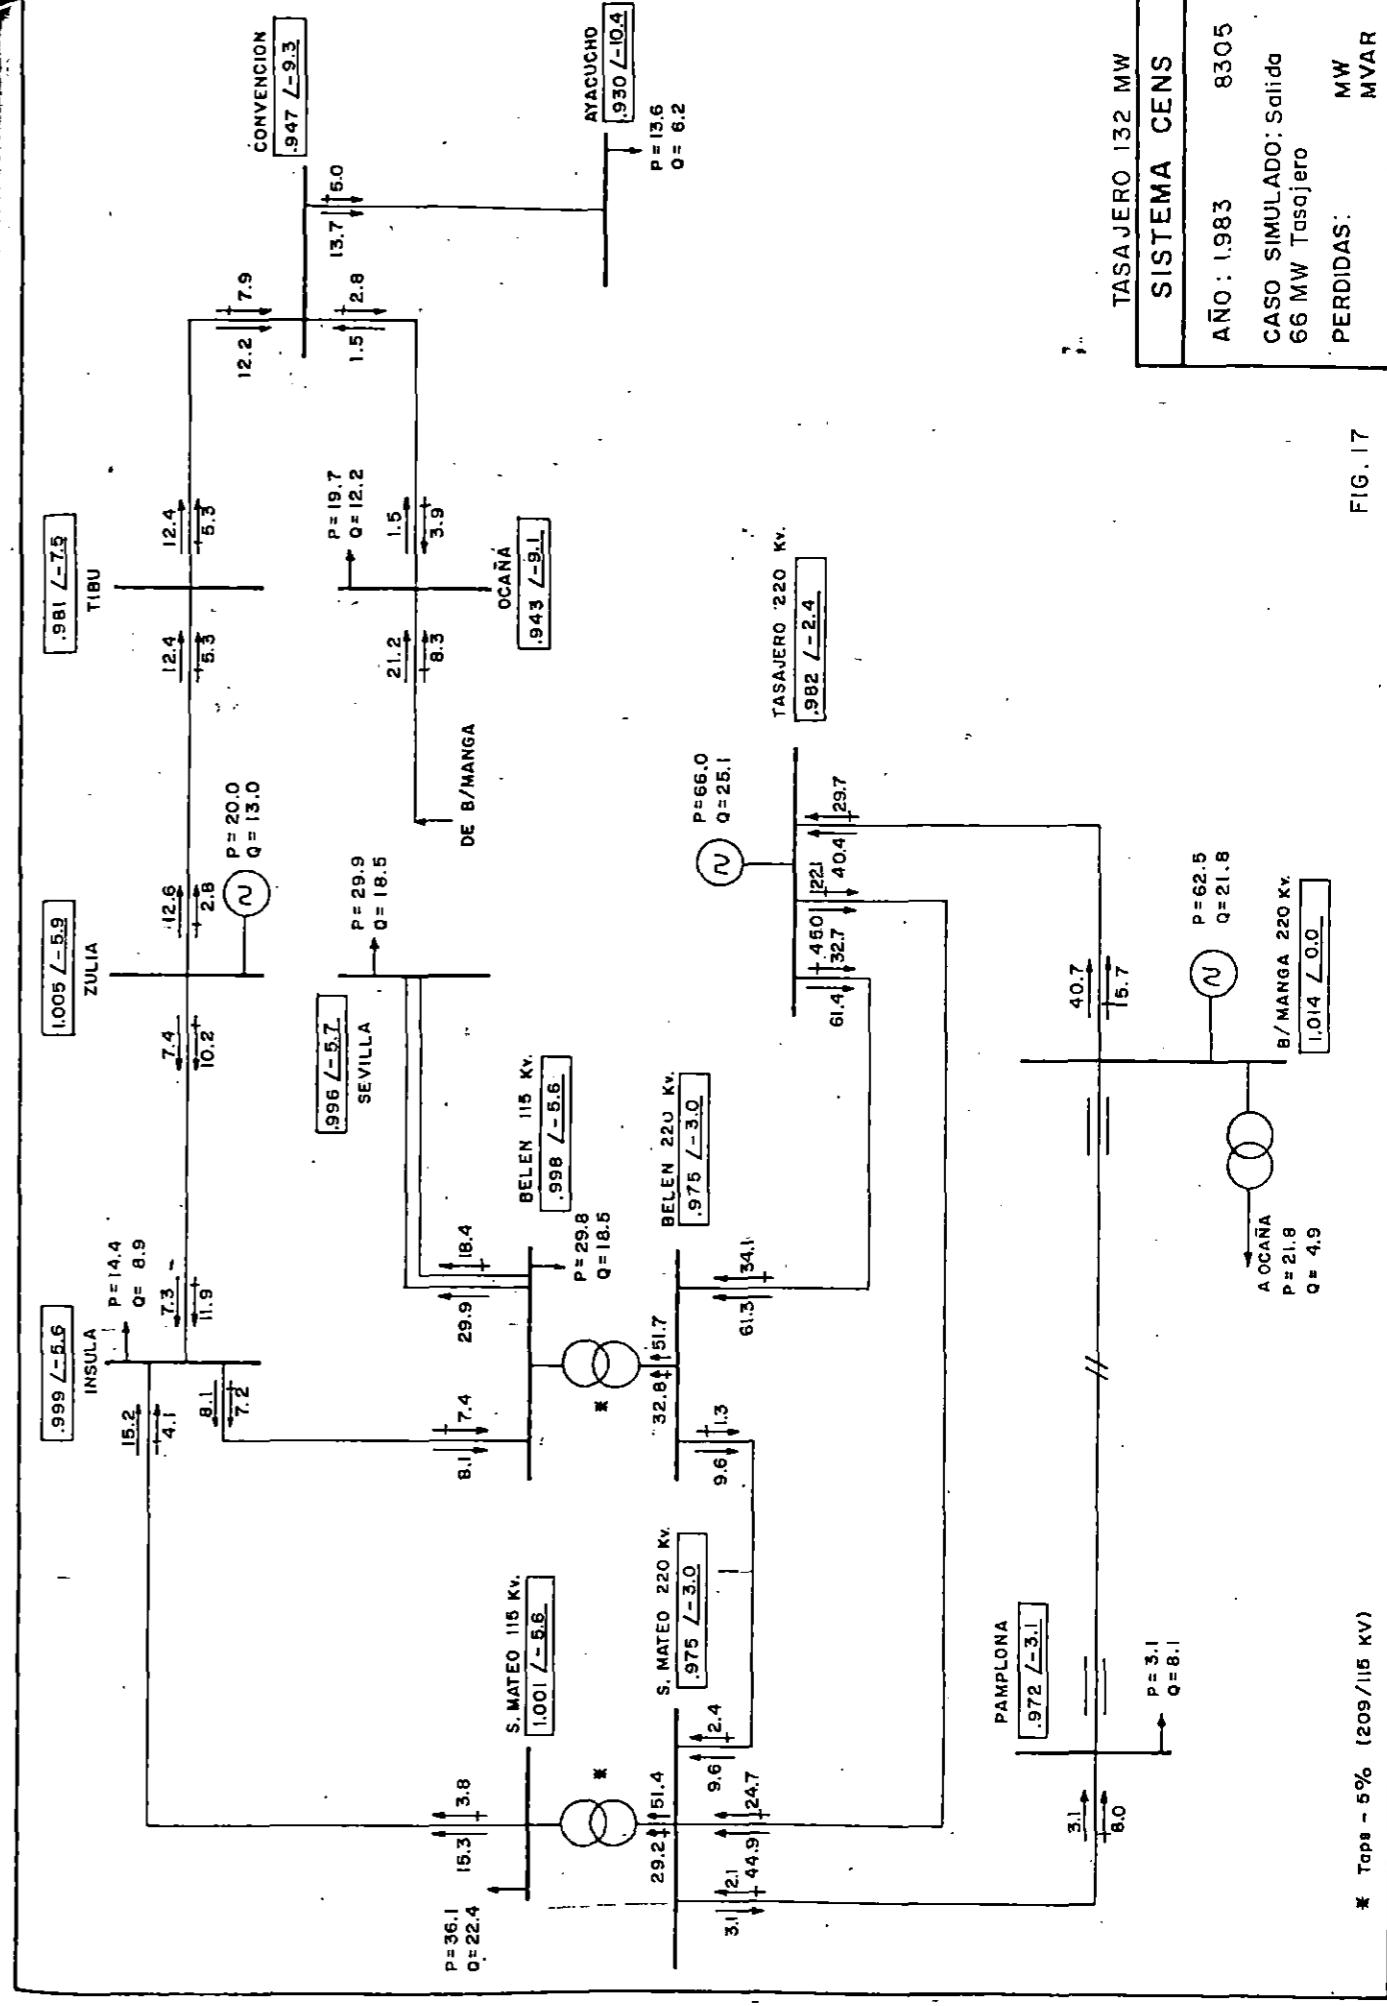 CONVENCION
.947 ∠-9.3
AYACUCHO
.930 ∠-10.4
P=13.6
Q=6.2
13.7
5.0
12.2
7.9
1.5
2.8
.981 ∠-7.5
TIBU
12.4
5.3
12.4
5.3
P=19.7
Q=12.2
1.5
3.9
OCAÑA
.943 ∠-9.1
21.2
8.3
DE B/MANGA
1.005 ∠-5.9
ZULIA
12.6
2.8
P=20.0
Q=13.0
7.4
10.2
P=29.9
Q=18.5
.996 ∠-5.7
SEVILLA
.999 ∠-5.6
INSULA
P=14.4
Q=8.9
7.3
11.9
15.2
4.1
8.1
7.2
BELEN 115 Kv.
.998 ∠-5.6
P=29.8
Q=18.5
29.9
18.4
8.1
7.4
*
BELEN 220 Kv.
.975 ∠-3.0
32.8
51.7
61.3
34.1
9.6
1.3
TASAJERO 220 Kv.
.982 ∠-2.4
P=66.0
Q=25.1
61.4
32.7
45.0
22.1
40.4
29.7
S. MATEO 115 Kv.
1.001 ∠-5.6
P=36.1
Q=22.4
15.3
3.8
*
S. MATEO 220 Kv.
.975 ∠-3.0
29.2
51.4
9.6
2.4
44.9
24.7
3.1
2.1
PAMPLONA
.972 ∠-3.1
P=3.1
Q=8.1
3.1
8.0
40.7
15.7
P=62.5
Q=21.8
B/MANGA 220 Kv.
1.014 ∠0.0
A OCAÑA
P=21.8
Q=4.9
* Taps -5% (209/115 KV)
FIG. 17
TASAJERO 132 MW
SISTEMA CENS
AÑO: 1.983 8305
CASO SIMULADO: Salida
66 MW Tasajero
PERDIDAS: MW
MVAR